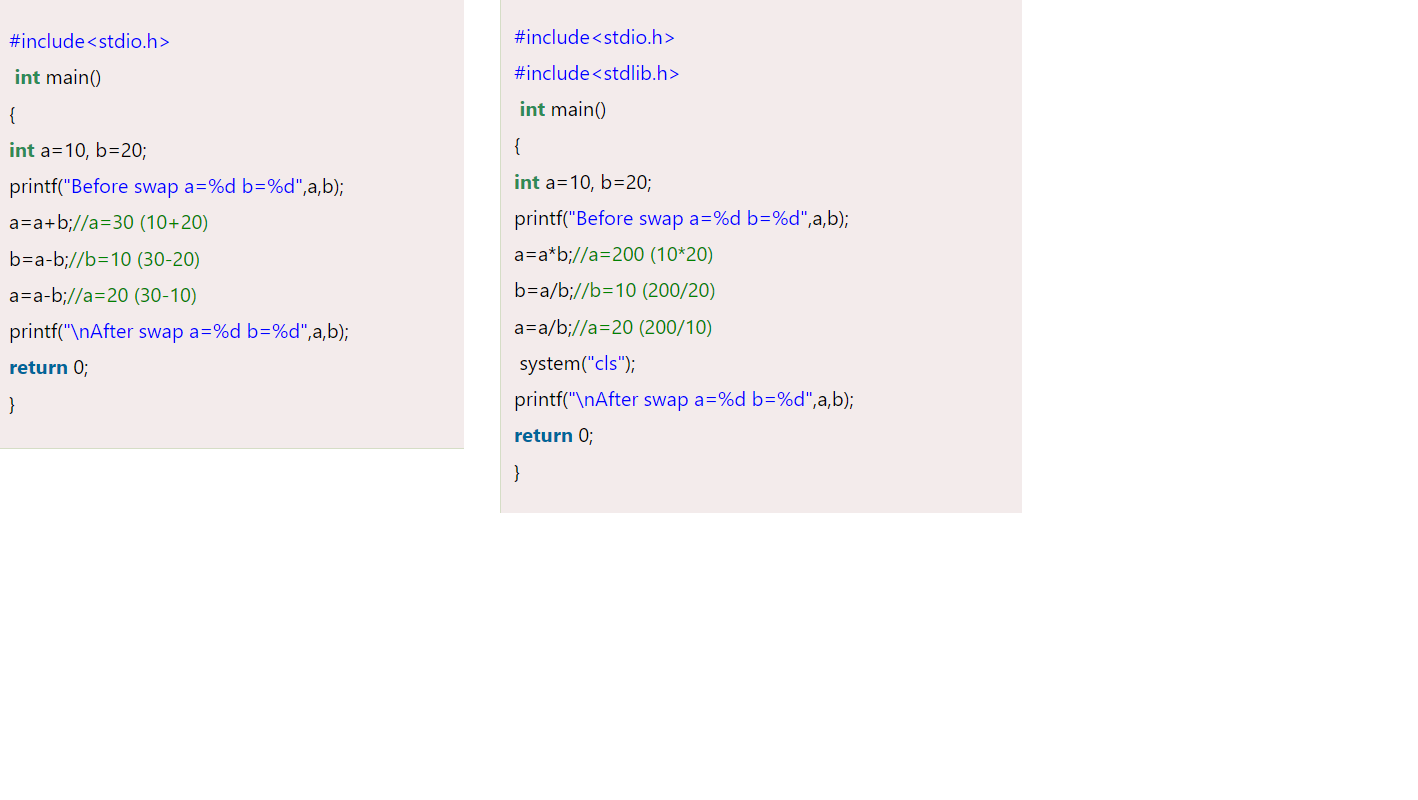 #include<stdio.h>
int main()
{
int a=10, b=20;
printf("Before swap a=%d b=%d",a,b);
a=a+b;//a=30 (10+20)
b=a-b;//b=10 (30-20)
a=a-b;//a=20 (30-10)
printf("\nAfter swap a=%d b=%d",a,b);
return 0;
}
#include<stdio.h>
#include<stdlib.h>
int main()
{
int a=10, b=20;
printf("Before swap a=%d b=%d",a,b);
a=a*b;//a=200 (10*20)
b=a/b;//b=10 (200/20)
a=a/b;//a=20 (200/10)
system("cls");
printf("\nAfter swap a=%d b=%d",a,b);
return 0;
}